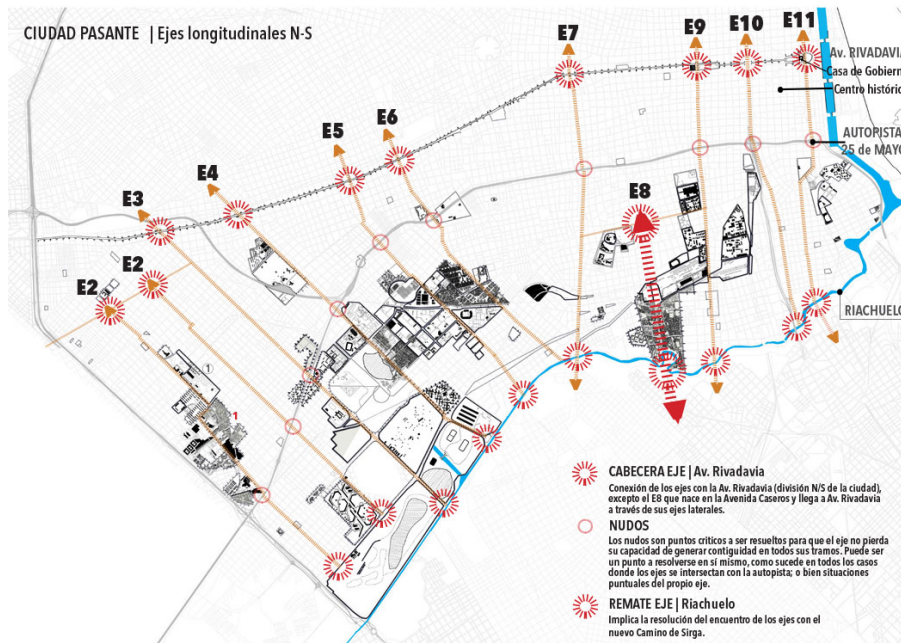 CIUDAD PASANTE | Ejes longitudinales N-S
E7
E9
E10
E11
Av. RIVADAVIA
Casa de Gobiern
Centro históric
E6
E5
AUTOPISTA
25 de MAYO
E4
E3
E8
E2
E2
RIACHUELO
1
1
CABECERA EJE | Av. Rivadavia
Conexión de los ejes con la Av. Rivadavia (división N/S de la ciudad),
excepto el E8 que nace en la Avenida Caseros y llega a Av. Rivadavia
a través de sus ejes laterales.
NUDOS
Los nudos son puntos criticos a ser resueltos para que el eje no pierda
su capacidad de generar contiguidad en todos sus tramos. Puede ser
un punto a resolverse en sí mismo, como sucede en todos los casos
donde los ejes se intersectan con la autopista; o bien situaciones
puntuales del propio eje.
REMATE EJE | Riachuelo
Implica la resolución del encuentro de los ejes con el
nuevo Camino de Sirga.